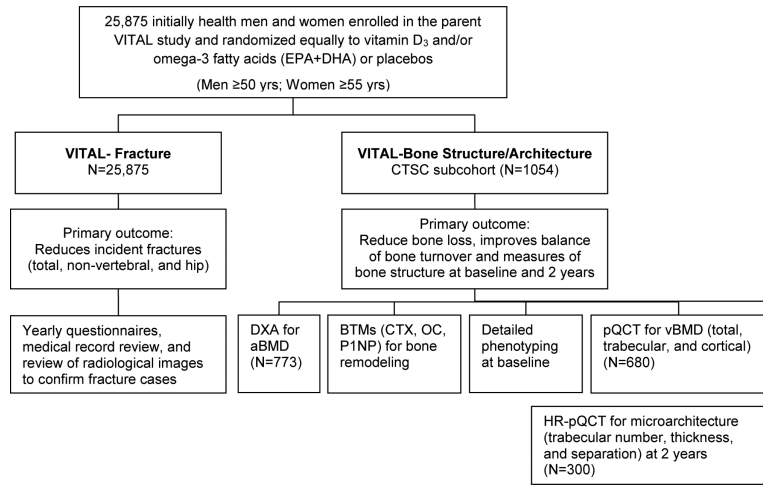 25,875 initially health men and women enrolled in the parent
VITAL study and randomized equally to vitamin D₃ and/or
omega-3 fatty acids (EPA+DHA) or placebos
(Men ≥50 yrs; Women ≥55 yrs)
VITAL- Fracture
N=25,875
VITAL-Bone Structure/Architecture
CTSC subcohort (N=1054)
Primary outcome:
Reduces incident fractures
(total, non-vertebral, and hip)
Primary outcome:
Reduce bone loss, improves balance
of bone turnover and measures of
bone structure at baseline and 2 years
Yearly questionnaires,
medical record review, and
review of radiological images
to confirm fracture cases
DXA for
aBMD
(N=773)
BTMs (CTX, OC,
P1NP) for bone
remodeling
Detailed
phenotyping
at baseline
pQCT for vBMD (total,
trabecular, and cortical)
(N=680)
HR-pQCT for microarchitecture
(trabecular number, thickness,
and separation) at 2 years
(N=300)